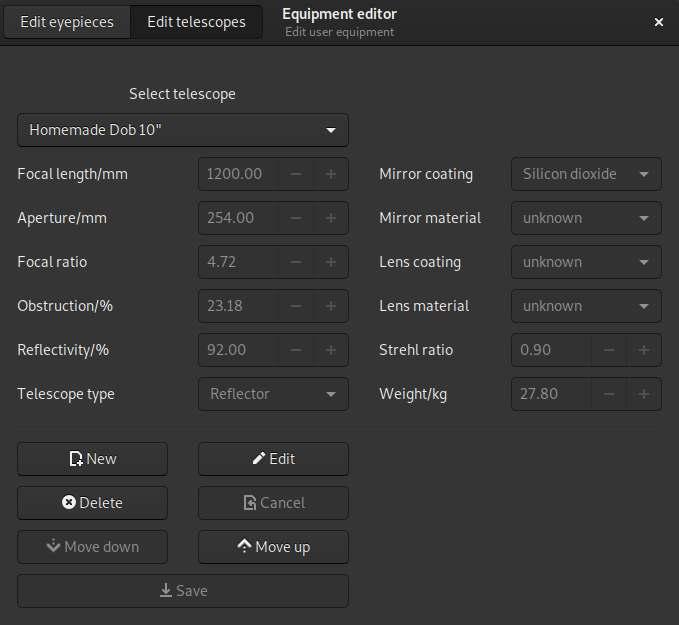 Edit eyepieces
Edit telescopes
Equipment editor
Edit user equipment
Select telescope
Homemade Dob 10"
Focal length/mm 1200.00
Mirror coating Silicon dioxide
Aperture/mm 254.00
Mirror material unknown
Focal ratio 4.72
Lens coating unknown
Obstruction/% 23.18
Lens material unknown
Reflectivity/% 92.00
Strehl ratio 0.90
Telescope type Reflector
Weight/kg 27.80
New
Edit
Delete
Cancel
Move down
Move up
Save